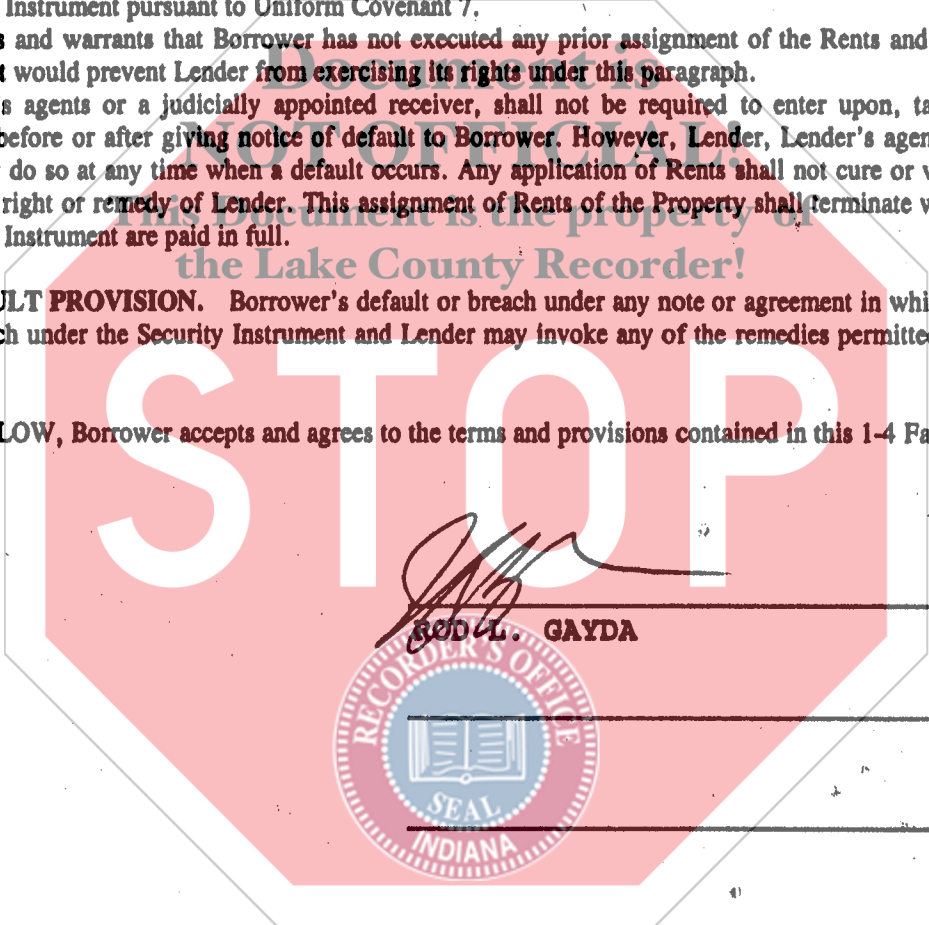 Instrument pursuant to Uniform Covenant 7.
s and warrants that Borrower has not executed any prior assignment of the Rents and
t would prevent Lender from exercising its rights under this paragraph.
Document is
s agents or a judicially appointed receiver, shall not be required to enter upon, ta
before or after giving notice of default to Borrower. However, Lender, Lender's agen
NOT OFFICIAL!
do so at any time when a default occurs. Any application of Rents shall not cure or
right or remedy of Lender. This assignment of Rents of the Property shall terminate
This Document is the property of
Instrument are paid in full.
the Lake County Recorder!
ULT PROVISION. Borrower's default or breach under any note or agreement in whi
ch under the Security Instrument and Lender may invoke any of the remedies permitted
STOP
LOW, Borrower accepts and agrees to the terms and provisions contained in this 1-4 Fa
ROD L. GAYDA
RECORDER'S OFFICE
SEAL
INDIANA